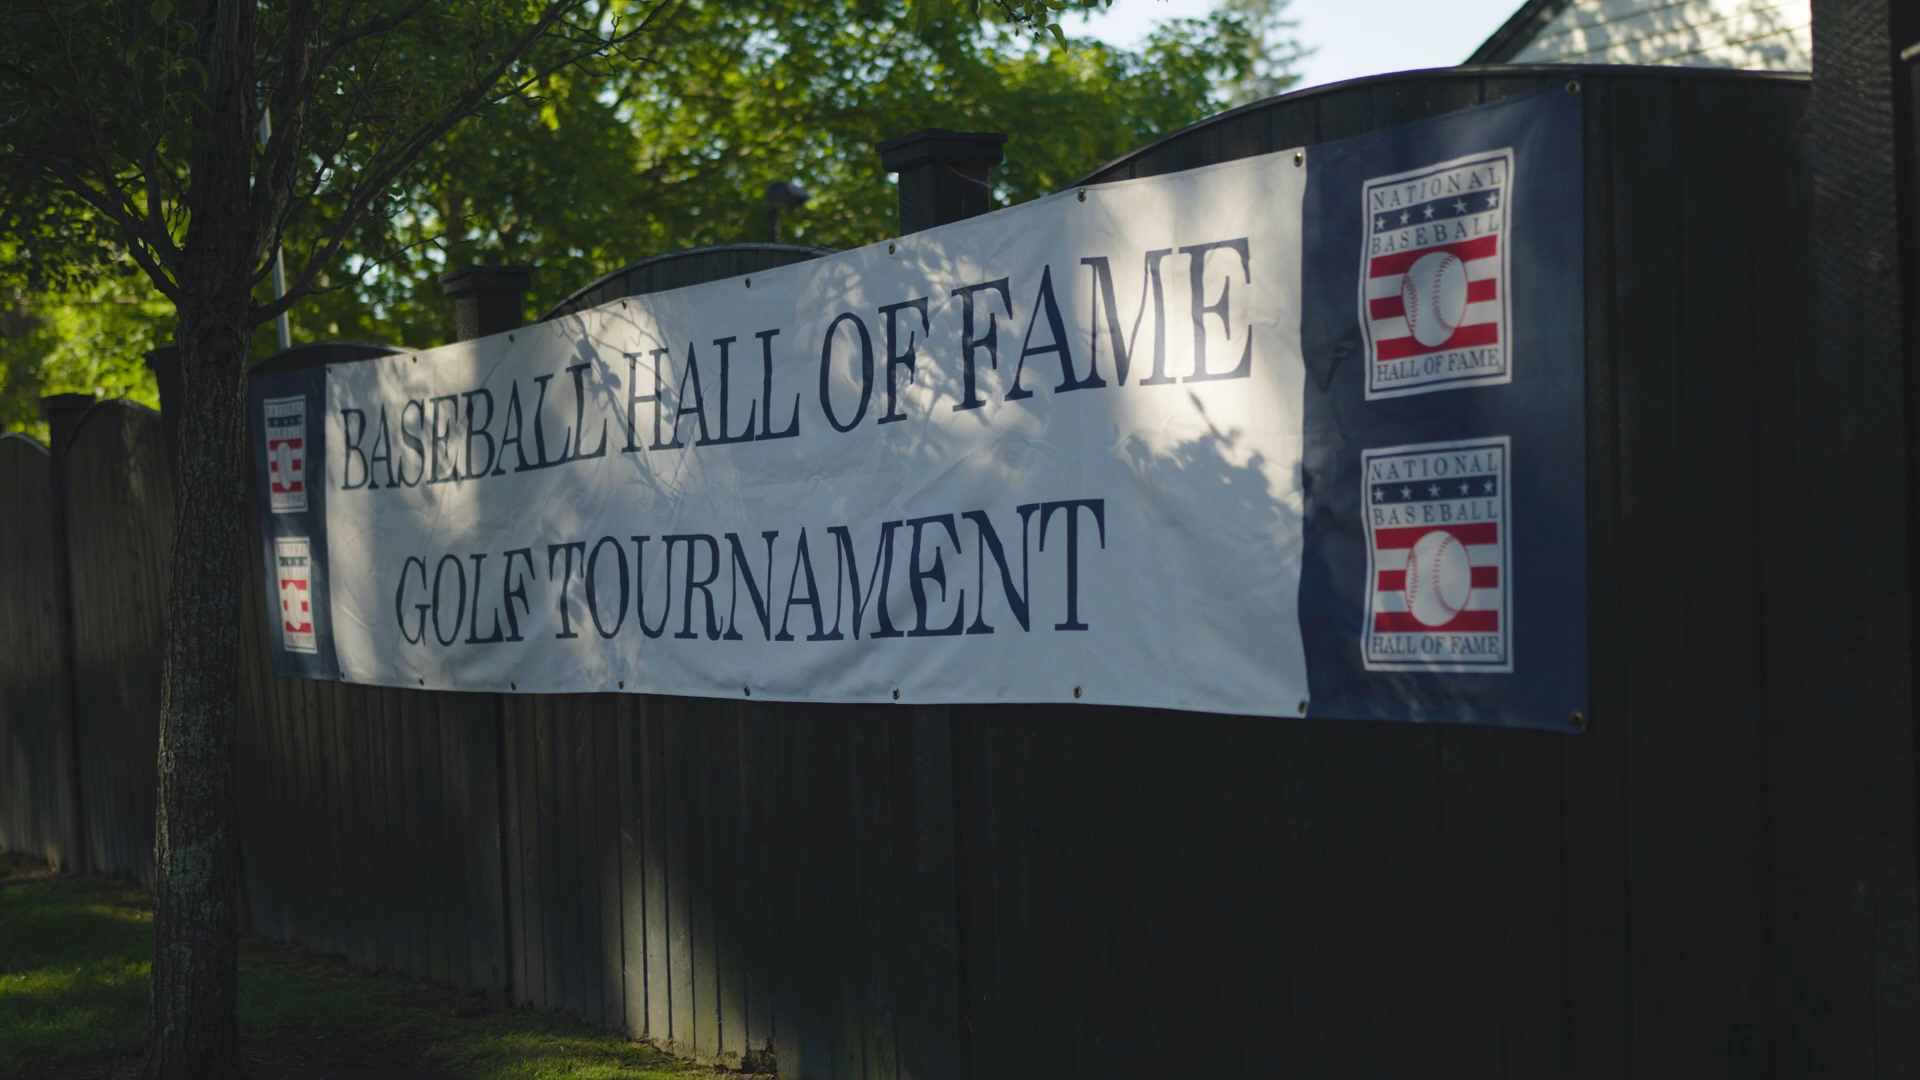 BASEBALL HALL OF FAME
GOLF TOURNAMENT
NATIONAL
BASEBALL
HALL OF FAME
NATIONAL
BASEBALL
HALL OF FAME